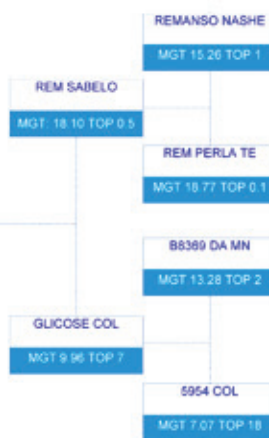 REMANSO NASHE
MGT 15.26 TOP 1
REM SABELO
MGT: 18.10 TOP 0.5
REM PERLA TE
MGT 18.77 TOP 0.1
B8369 DA MN
MGT 13.28 TOP 2
GLICOSE COL
MGT 9.96 TOP 7
5954 COL
MGT 7.07 TOP 18